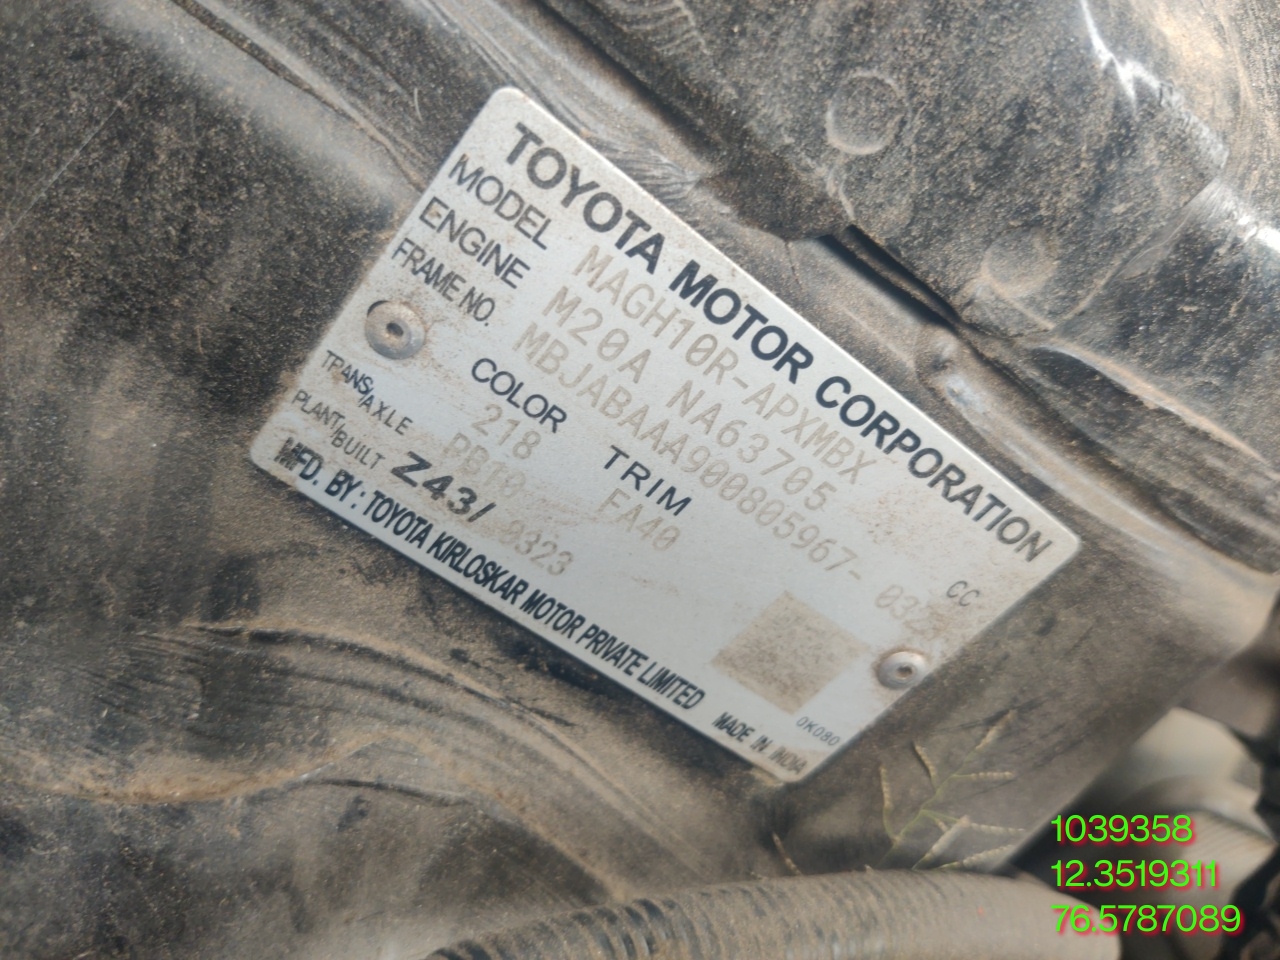 TOYOTA MOTOR CORPORATION
MODEL MAGH10R-APXMBX
ENGINE M20A NA63705 CC
FRAME NO. MBJABAAA900805967-0323
COLOR TRIM
218 FA40
TRANS/AXLE
PLANT/BUILT Z43/ 0323
MFD. BY : TOYOTA KIRLOSKAR MOTOR PRIVATE LIMITED MADE IN INDIA
0K080
1039358
12.3519311
76.5787089